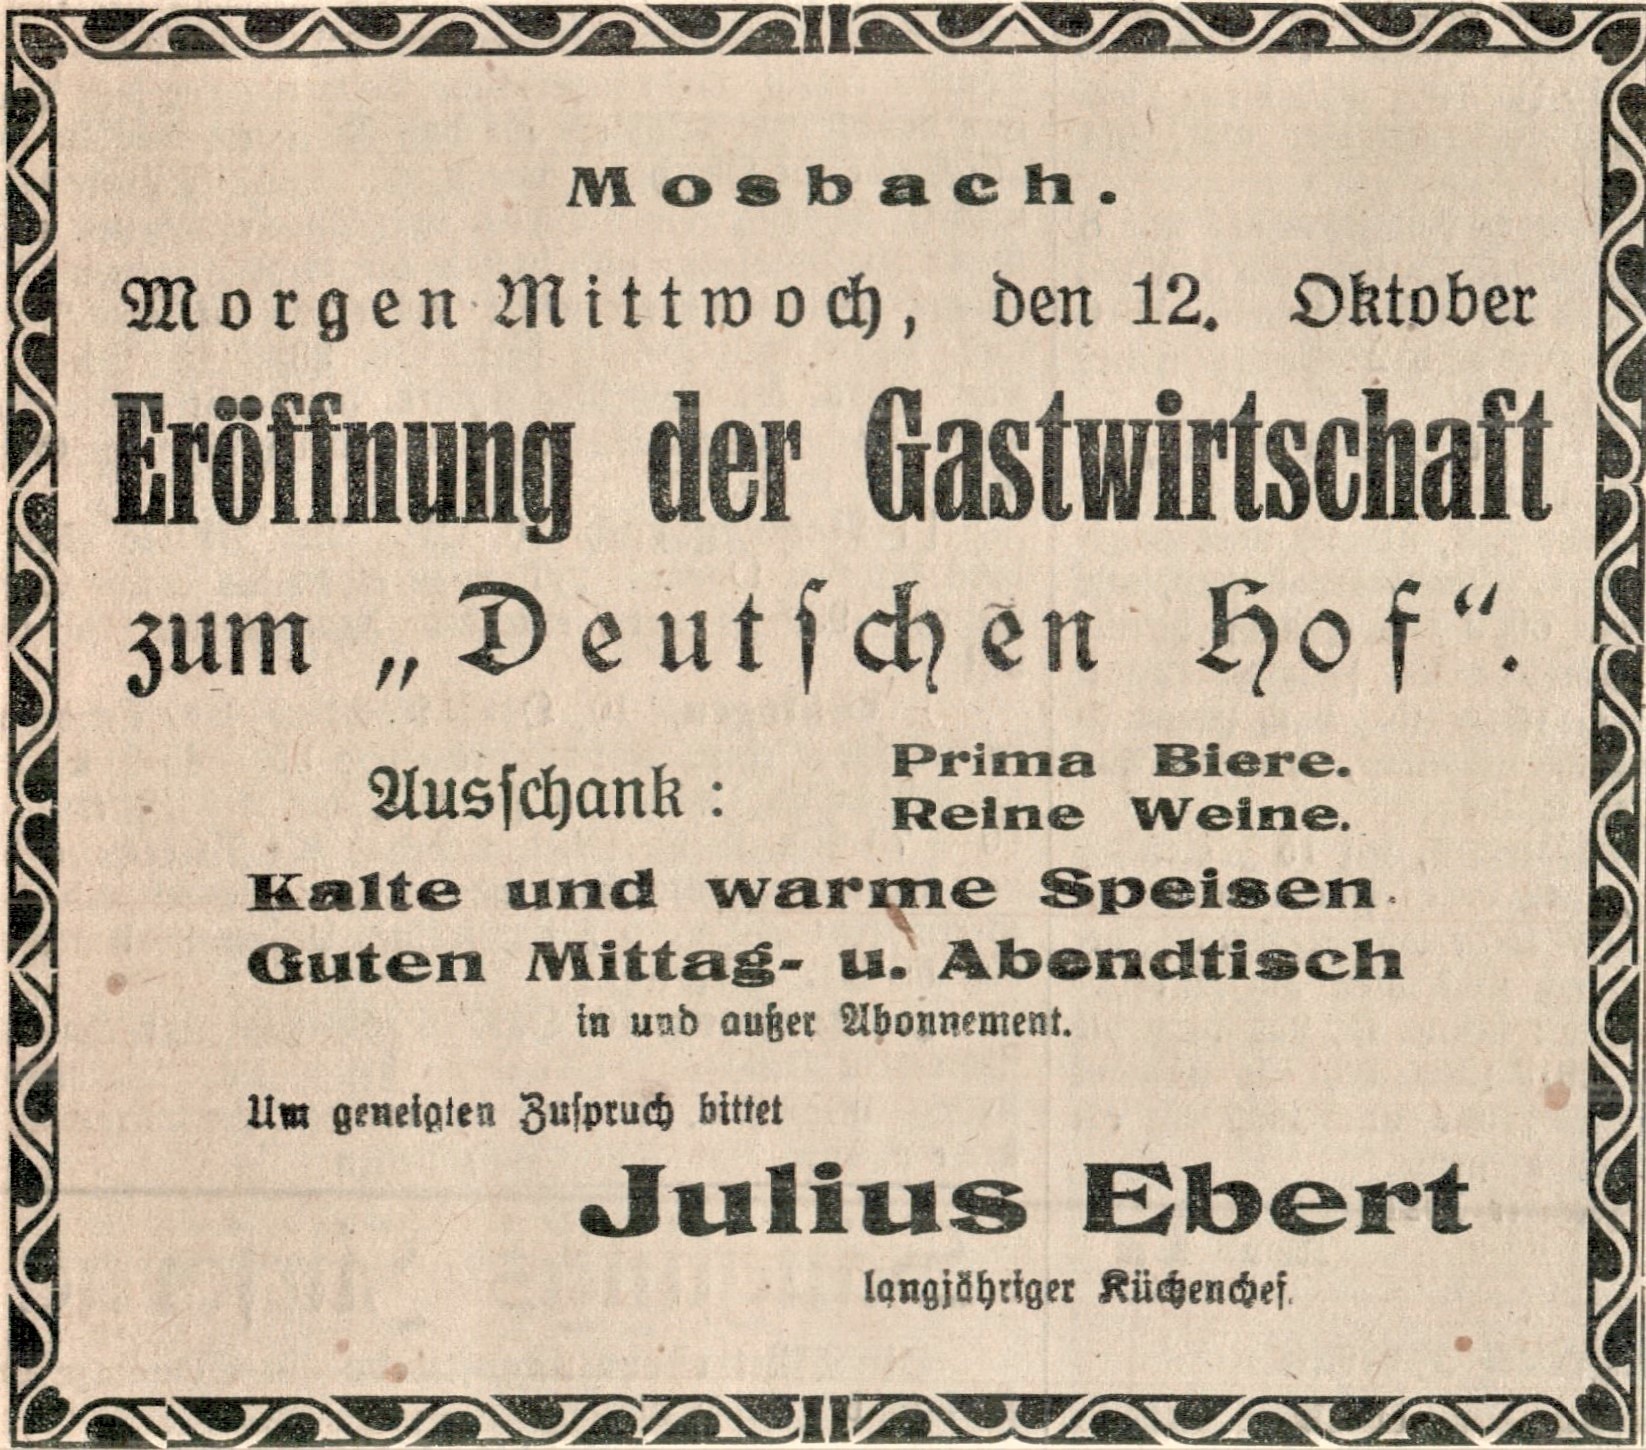 Mosbach.
Morgen Mittwoch, den 12. Oktober
Eröffnung der Gastwirtschaft
zum „Deutſchen Hof“.
Ausſchank: Prima Biere.
Reine Weine.
Kalte und warme Speisen.
Guten Mittag- u. Abendtisch
in und außer Abonnement.
Um geneigten Zuſpruch bittet
Julius Ebert
langjähriger Küchenchef.